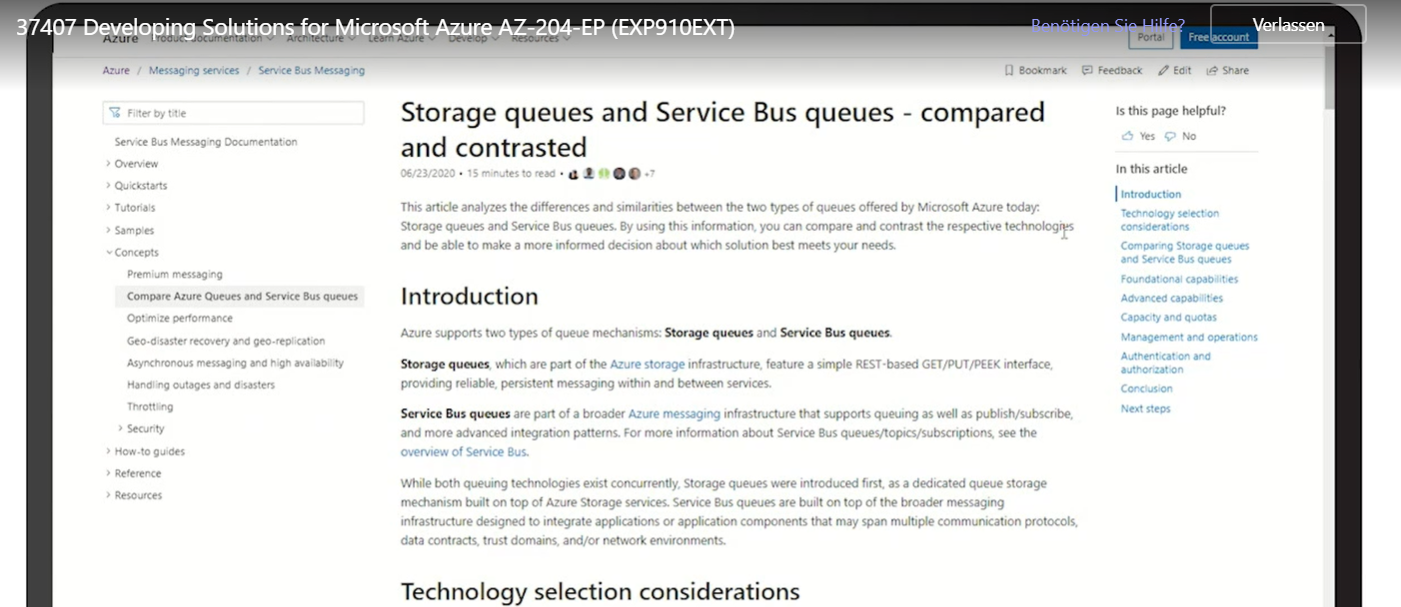 37407 Developing Solutions for Microsoft Azure AZ-204-EP (EXP910EXT)
Benötigen Sie Hilfe?
Verlassen
Azure Product documentation Architecture Learn Azure Develop Resources
Portal
Free account
Azure / Messaging services / Service Bus Messaging
Bookmark Feedback Edit Share
Filter by title
Service Bus Messaging Documentation
Overview
Quickstarts
Tutorials
Samples
Concepts
Premium messaging
Compare Azure Queues and Service Bus queues
Optimize performance
Geo-disaster recovery and geo-replication
Asynchronous messaging and high availability
Handling outages and disasters
Throttling
Security
How-to guides
Reference
Resources
Storage queues and Service Bus queues - compared
and contrasted
06/23/2020 • 15 minutes to read • +7
This article analyzes the differences and similarities between the two types of queues offered by Microsoft Azure today:
Storage queues and Service Bus queues. By using this information, you can compare and contrast the respective technologies
and be able to make a more informed decision about which solution best meets your needs.
Introduction
Azure supports two types of queue mechanisms: Storage queues and Service Bus queues.
Storage queues, which are part of the Azure storage infrastructure, feature a simple REST-based GET/PUT/PEEK interface,
providing reliable, persistent messaging within and between services.
Service Bus queues are part of a broader Azure messaging infrastructure that supports queuing as well as publish/subscribe,
and more advanced integration patterns. For more information about Service Bus queues/topics/subscriptions, see the
overview of Service Bus.
While both queuing technologies exist concurrently, Storage queues were introduced first, as a dedicated queue storage
mechanism built on top of Azure Storage services. Service Bus queues are built on top of the broader messaging
infrastructure designed to integrate applications or application components that may span multiple communication protocols,
data contracts, trust domains, and/or network environments.
Technology selection considerations
Is this page helpful?
Yes No
In this article
Introduction
Technology selection
considerations
Comparing Storage queues
and Service Bus queues
Foundational capabilities
Advanced capabilities
Capacity and quotas
Management and operations
Authentication and
authorization
Conclusion
Next steps